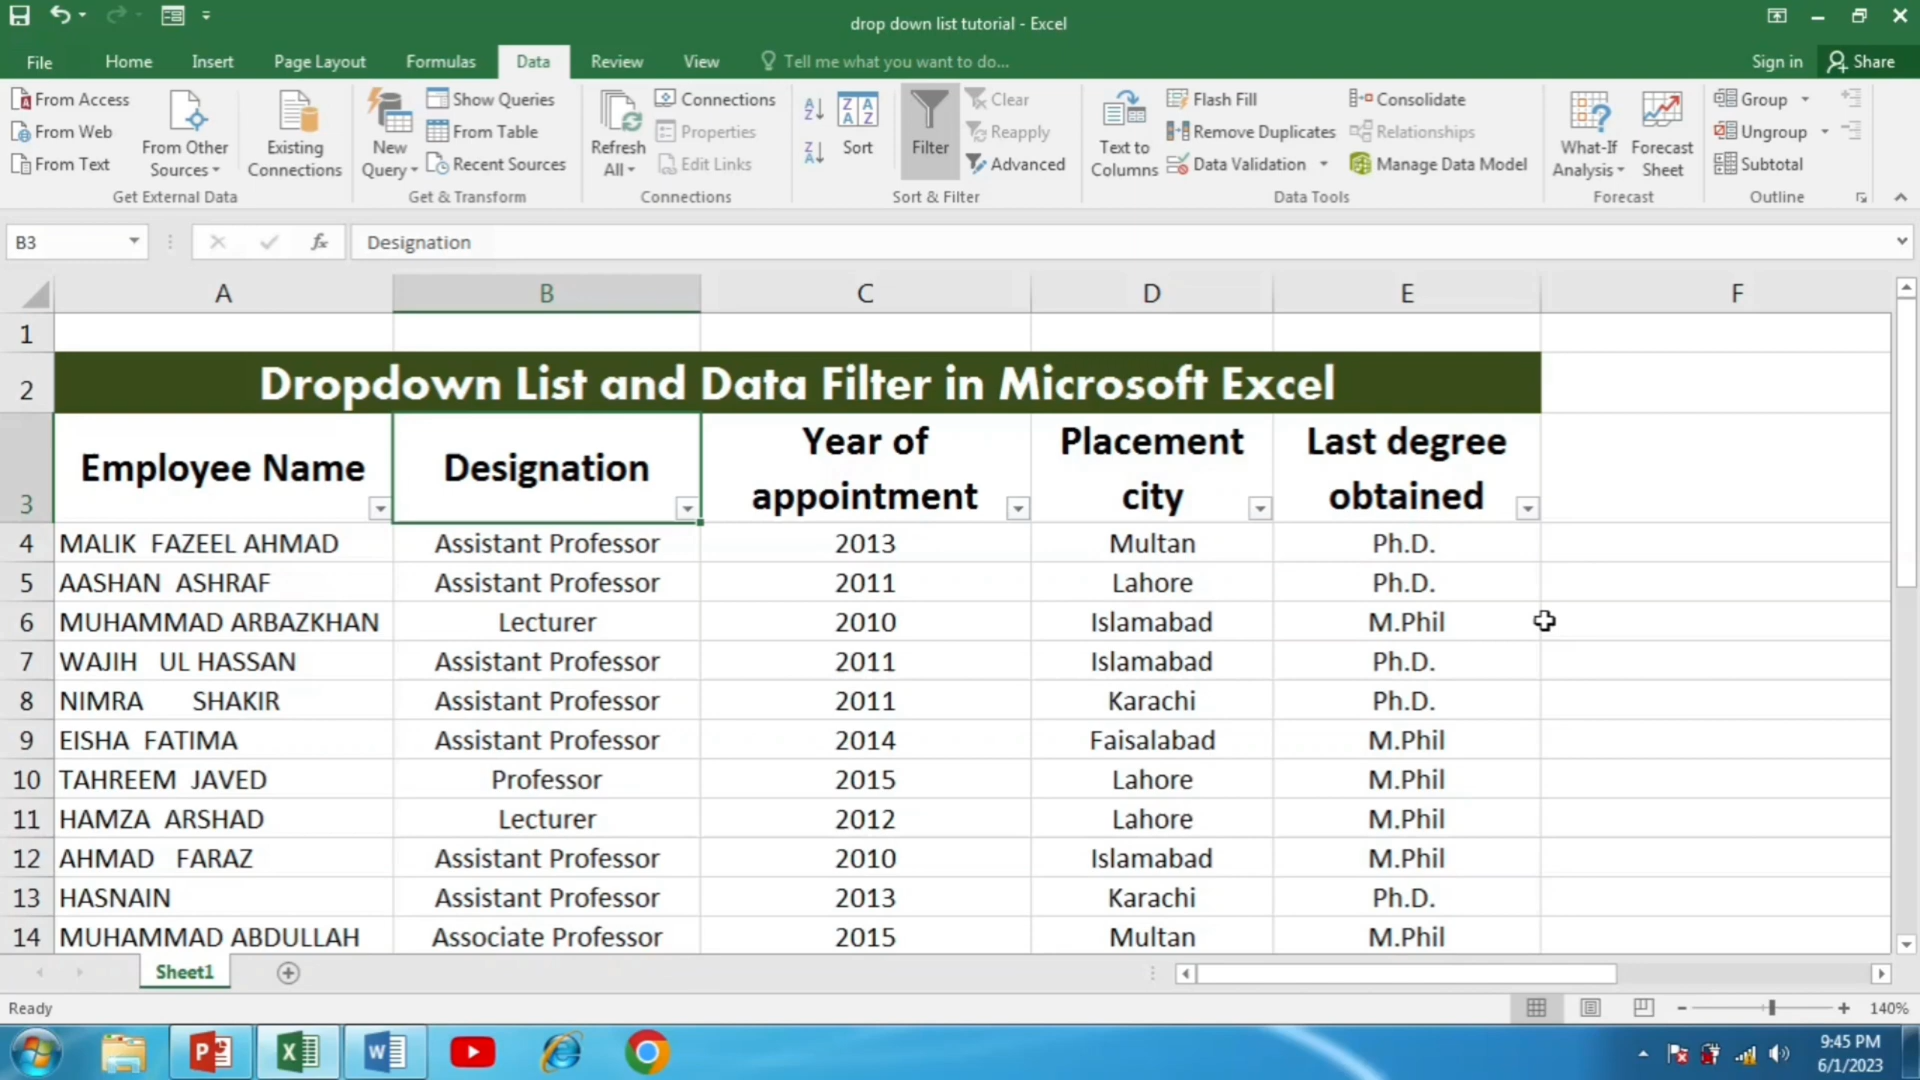 drop down list tutorial - Excel
File Home Insert Page Layout Formulas Data Review View Tell me what you want to do... Sign in Share
From Access
From Web
From Text
From Other Sources
Existing Connections
Get External Data
New Query
Show Queries
From Table
Recent Sources
Get & Transform
Refresh All
Connections
Properties
Edit Links
Connections
Sort
Filter
Clear
Reapply
Advanced
Sort & Filter
Text to Columns
Flash Fill
Remove Duplicates
Data Validation
Consolidate
Relationships
Manage Data Model
Data Tools
What-If Analysis
Forecast Sheet
Forecast
Group
Ungroup
Subtotal
Outline
B3 fx Designation
A B C D E F
1
2 Dropdown List and Data Filter in Microsoft Excel
3 Employee Name Designation Year of appointment Placement city Last degree obtained
4 MALIK FAZEEL AHMAD Assistant Professor 2013 Multan Ph.D.
5 AASHAN ASHRAF Assistant Professor 2011 Lahore Ph.D.
6 MUHAMMAD ARBAZKHAN Lecturer 2010 Islamabad M.Phil
7 WAJIH UL HASSAN Assistant Professor 2011 Islamabad Ph.D.
8 NIMRA SHAKIR Assistant Professor 2011 Karachi Ph.D.
9 EISHA FATIMA Assistant Professor 2014 Faisalabad M.Phil
10 TAHREEM JAVED Professor 2015 Lahore M.Phil
11 HAMZA ARSHAD Lecturer 2012 Lahore M.Phil
12 AHMAD FARAZ Assistant Professor 2010 Islamabad M.Phil
13 HASNAIN Assistant Professor 2013 Karachi Ph.D.
14 MUHAMMAD ABDULLAH Associate Professor 2015 Multan M.Phil
Sheet1
Ready 140%
9:45 PM
6/1/2023